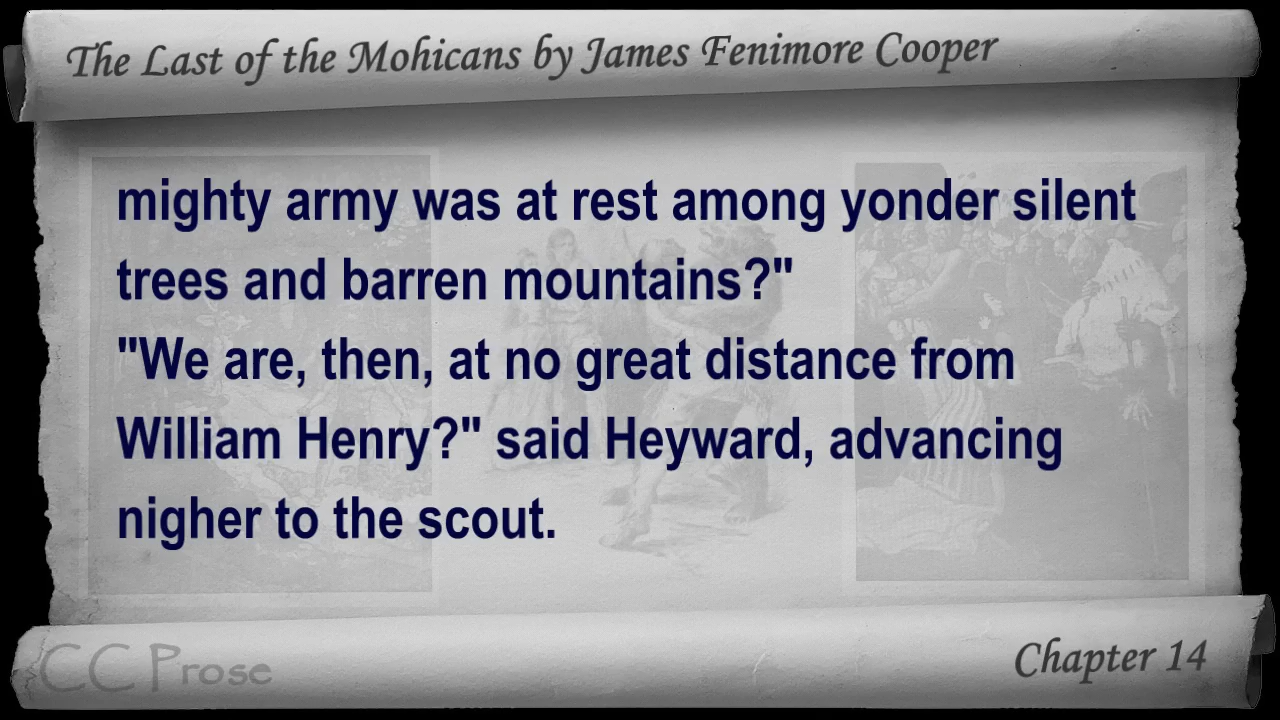 The Last of the Mohicans by James Fenimore Cooper
mighty army was at rest among yonder silent
trees and barren mountains?"
"We are, then, at no great distance from
William Henry?" said Heyward, advancing
nigher to the scout.
CC Prose
Chapter 14